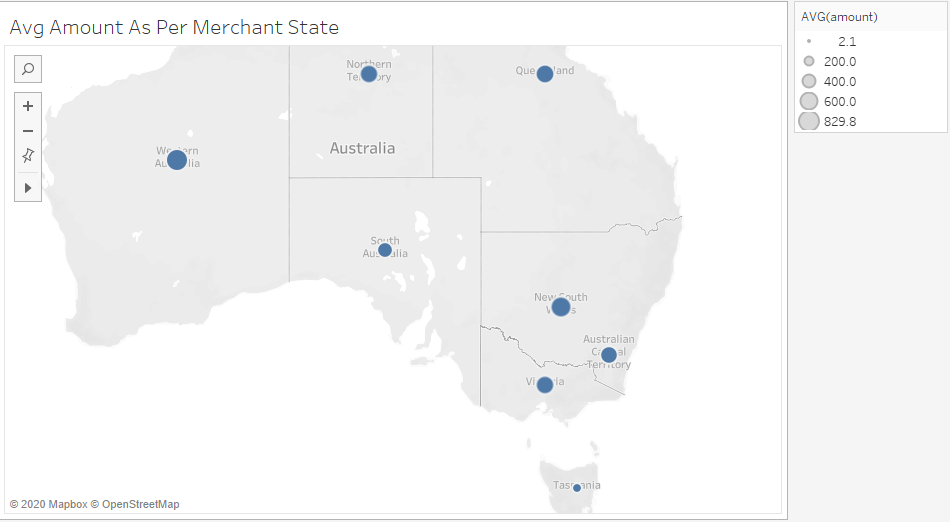 Avg Amount As Per Merchant State
AVG(amount)
2.1
200.0
400.0
600.0
829.8
Northern
Territory
Queensland
Australia
Western
Australia
South
Australia
New South
Wales
Australian
Capital
Territory
Victoria
Tasmania
© 2020 Mapbox © OpenStreetMap